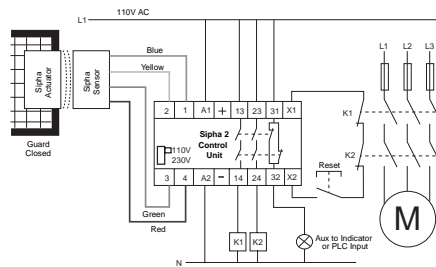 110V AC
L1
L1 L2 L3
Blue
Yellow
Sipha
Actuator
Sipha
Sensor
Guard
Closed
2 1 A1 + 13 23 31 X1
Sipha 2
Control
Unit
110V
230V
3 4 A2 − 14 24 32 X2
K1
K2
Reset
Green
Red
K1 K2
Aux to Indicator
or PLC Input
M
N